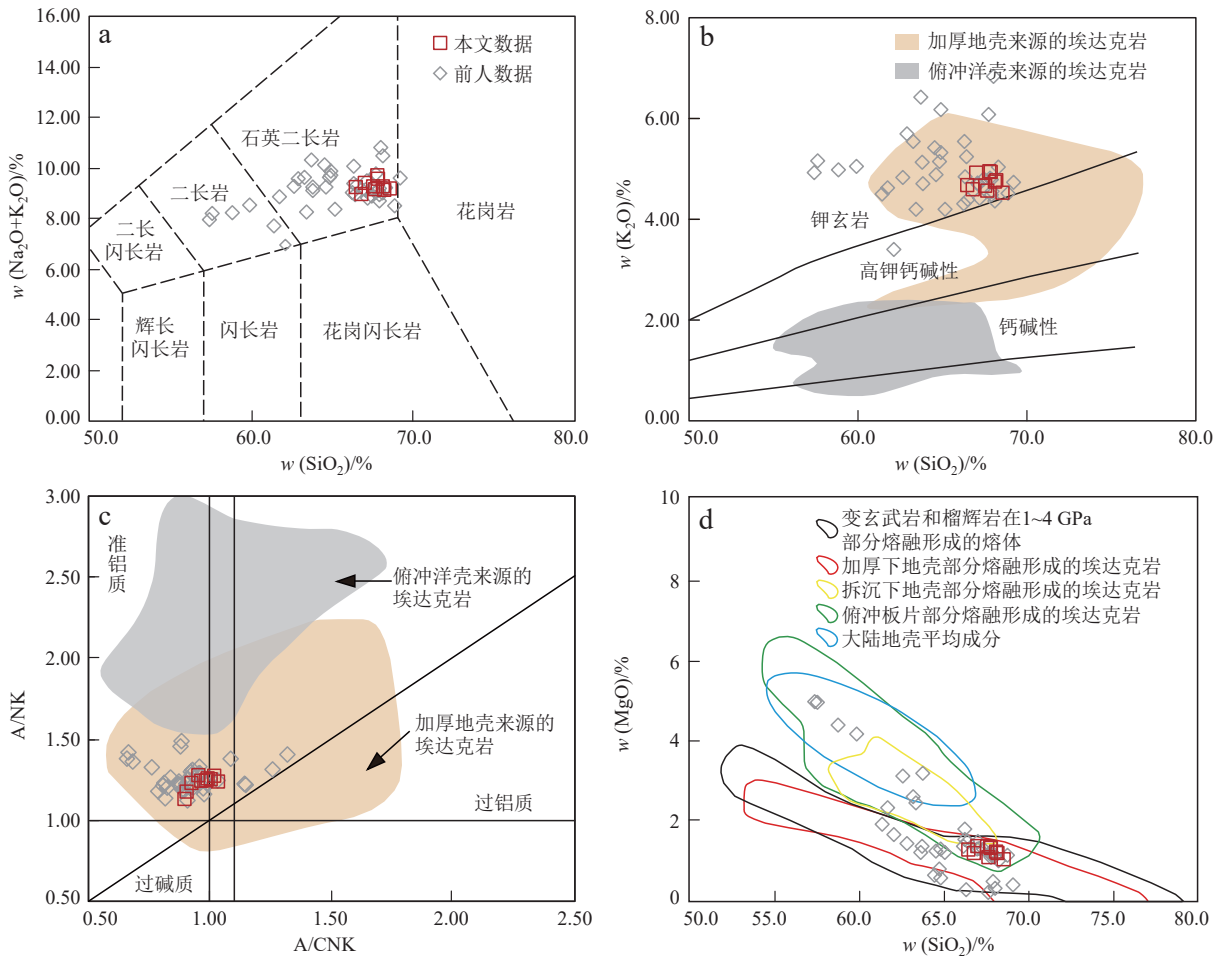 a
16.00
14.00
12.00
10.00
8.00
6.00
4.00
2.00
0.00
w (Na₂O+K₂O)/%
本文数据
前人数据
石英二长岩
二长岩
二长
闪长岩
花岗岩
辉长
闪长岩
闪长岩
花岗闪长岩
50.0 60.0 70.0 80.0
w (SiO₂)/%
b
8.00
6.00
4.00
2.00
0.00
w (K₂O)/%
加厚地壳来源的埃达克岩
俯冲洋壳来源的埃达克岩
钾玄岩
高钾钙碱性
钙碱性
50.0 60.0 70.0 80.0
w (SiO₂)/%
c
3.00
2.50
2.00
1.50
1.00
0.50
A/NK
准铝质
俯冲洋壳来源的
埃达克岩
加厚地壳来源的
埃达克岩
过铝质
过碱质
0.50 1.00 1.50 2.00 2.50
A/CNK
d
10
8
6
4
2
0
w (MgO)/%
变玄武岩和榴辉岩在1~4 GPa
部分熔融形成的熔体
加厚下地壳部分熔融形成的埃达克岩
拆沉下地壳部分熔融形成的埃达克岩
俯冲板片部分熔融形成的埃达克岩
大陆地壳平均成分
50.0 55.0 60.0 65.0 70.0 75.0 80.0
w (SiO₂)/%